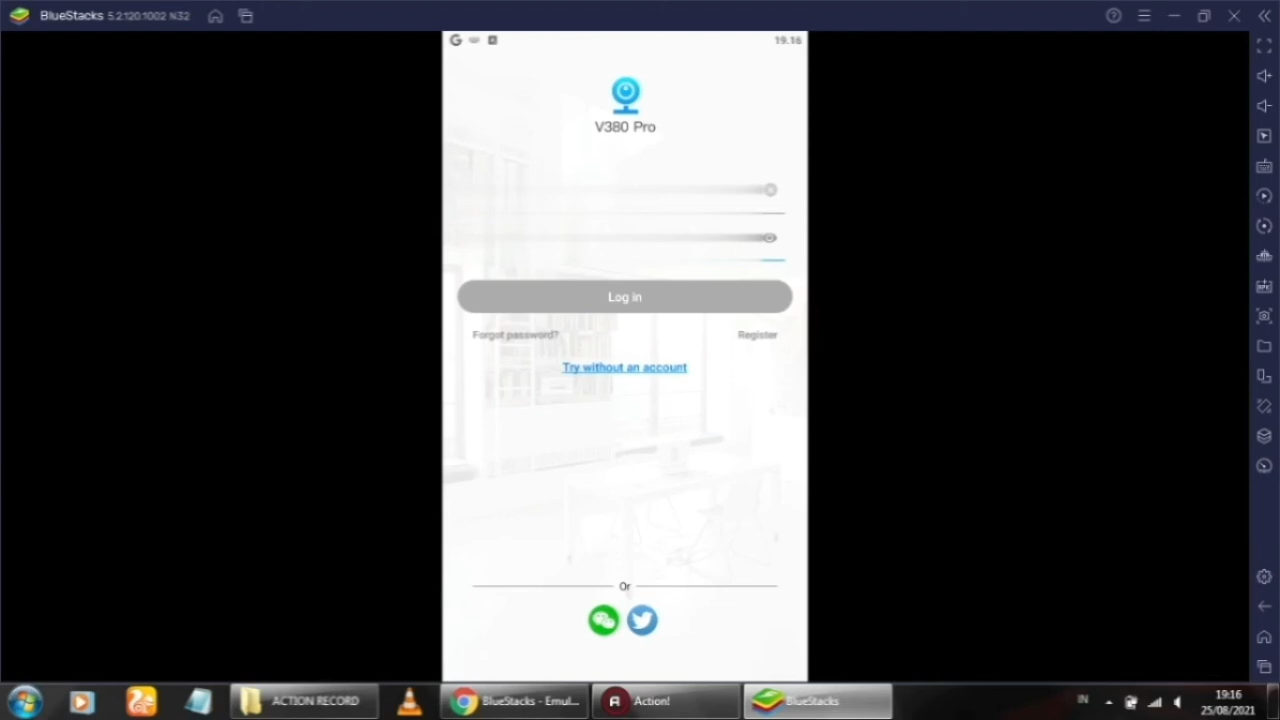 BlueStacks 5.2.120.1002 N32
19.16
V380 Pro
Log in
Forgot password?
Register
Try without an account
Or
ACTION RECORD
BlueStacks - Emul...
Action!
BlueStacks
IN
19:16
25/08/2021